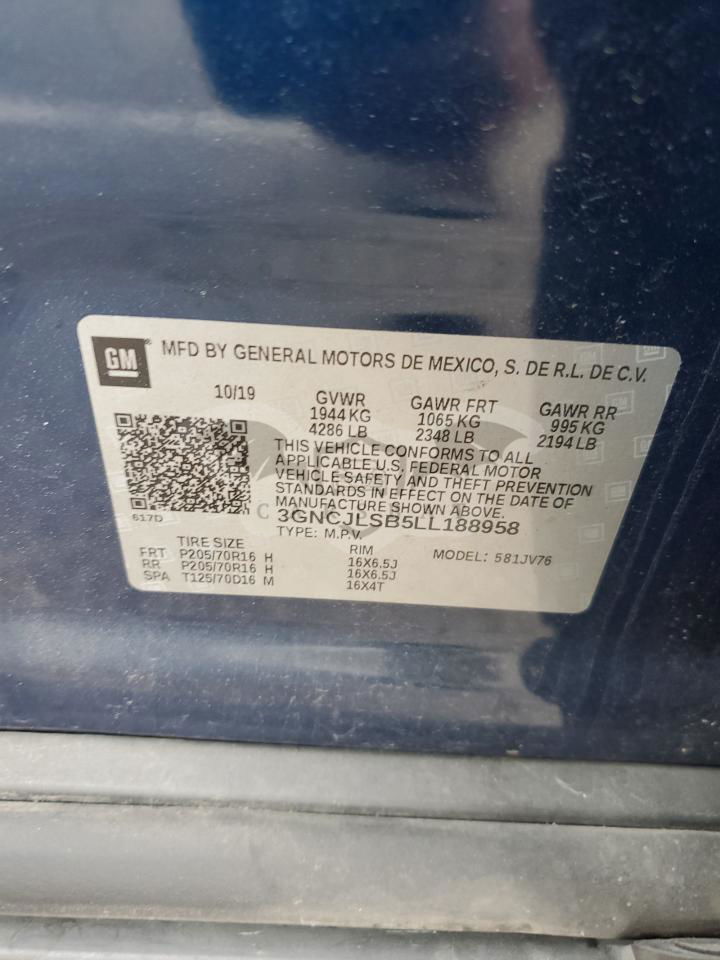 GM ® MFD BY GENERAL MOTORS DE MEXICO, S. DE R.L. DE C.V.
10/19 GVWR GAWR FRT GAWR RR
1944 KG 1065 KG 995 KG
4286 LB 2348 LB 2194 LB
THIS VEHICLE CONFORMS TO ALL
APPLICABLE U.S. FEDERAL MOTOR
VEHICLE SAFETY AND THEFT PREVENTION
STANDARDS IN EFFECT ON THE DATE OF
MANUFACTURE SHOWN ABOVE.
617D C 3GNCJLSB5LL188958
TYPE: M.P.V. MODEL: 581JV76
TIRE SIZE RIM
FRT P205/70R16 H 16X6.5J
RR P205/70R16 H 16X6.5J
SPA T125/70D16 M 16X4T